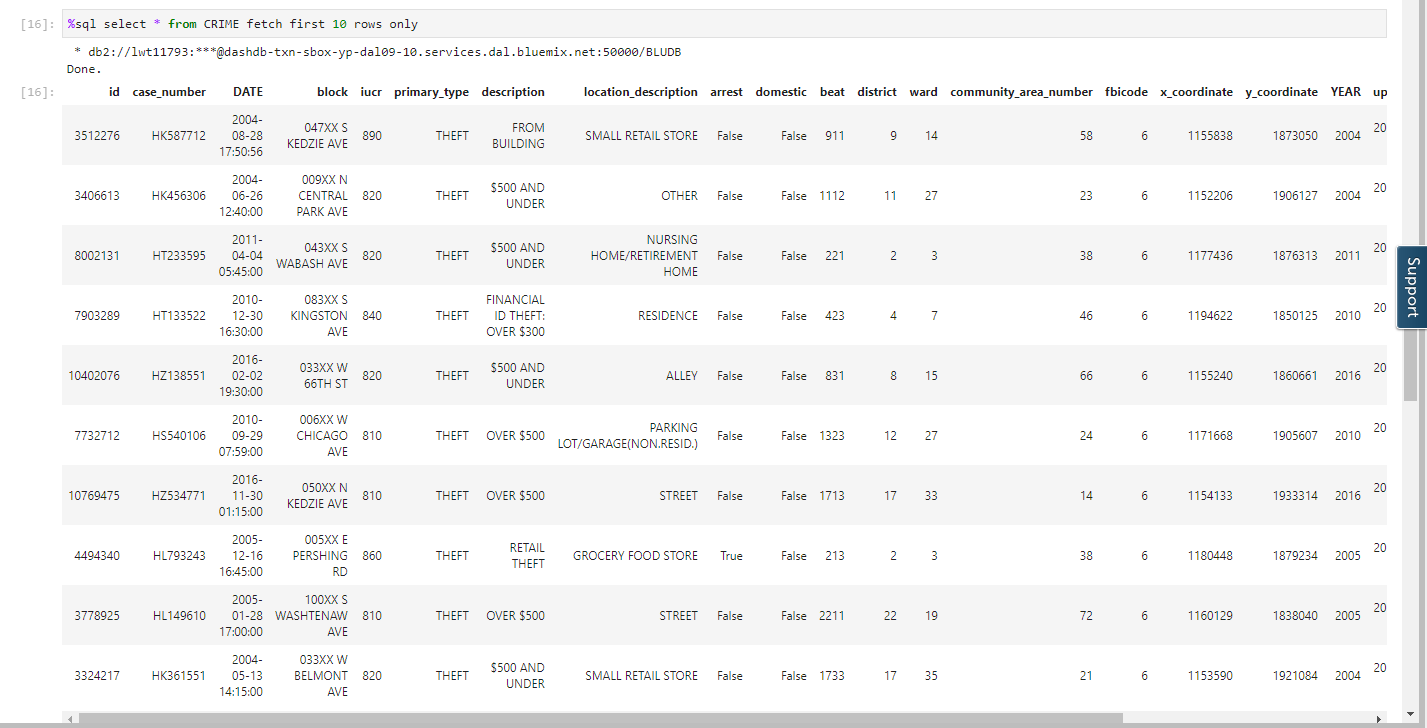 [16]: %sql select * from CRIME fetch first 10 rows only
* db2://lwt11793:***@dashdb-txn-sbox-yp-dal09-10.services.dal.bluemix.net:50000/BLUDB
Done.
[16]: id case_number DATE block iucr primary_type description location_description arrest domestic beat district ward community_area_number fbicode x_coordinate y_coordinate YEAR up
3512276 HK587712 2004-08-28 17:50:56 047XX S KEDZIE AVE 890 THEFT FROM BUILDING SMALL RETAIL STORE False False 911 9 14 58 6 1155838 1873050 2004 20
3406613 HK456306 2004-06-26 12:40:00 009XX N CENTRAL PARK AVE 820 THEFT $500 AND UNDER OTHER False False 1112 11 27 23 6 1152206 1906127 2004 20
8002131 HT233595 2011-04-04 05:45:00 043XX S WABASH AVE 820 THEFT $500 AND UNDER NURSING HOME/RETIREMENT HOME False False 221 2 3 38 6 1177436 1876313 2011 20
7903289 HT133522 2010-12-30 16:30:00 083XX S KINGSTON AVE 840 THEFT FINANCIAL ID THEFT: OVER $300 RESIDENCE False False 423 4 7 46 6 1194622 1850125 2010 20
10402076 HZ138551 2016-02-02 19:30:00 033XX W 66TH ST 820 THEFT $500 AND UNDER ALLEY False False 831 8 15 66 6 1155240 1860661 2016 20
7732712 HS540106 2010-09-29 07:59:00 006XX W CHICAGO AVE 810 THEFT OVER $500 PARKING LOT/GARAGE(NON.RESID.) False False 1323 12 27 24 6 1171668 1905607 2010 20
10769475 HZ534771 2016-11-30 01:15:00 050XX N KEDZIE AVE 810 THEFT OVER $500 STREET False False 1713 17 33 14 6 1154133 1933314 2016 20
4494340 HL793243 2005-12-16 16:45:00 005XX E PERSHING RD 860 THEFT RETAIL THEFT GROCERY FOOD STORE True False 213 2 3 38 6 1180448 1879234 2005 20
3778925 HL149610 2005-01-28 17:00:00 100XX S WASHTENAW AVE 810 THEFT OVER $500 STREET False False 2211 22 19 72 6 1160129 1838040 2005 20
3324217 HK361551 2004-05-13 14:15:00 033XX W BELMONT AVE 820 THEFT $500 AND UNDER SMALL RETAIL STORE False False 1733 17 35 21 6 1153590 1921084 2004 20
Support